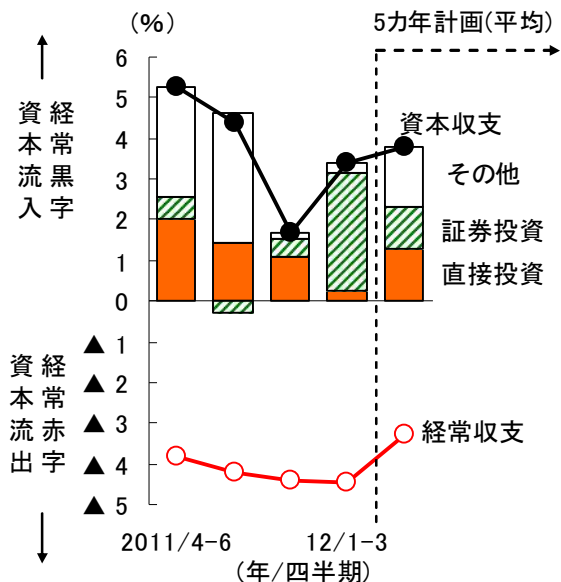 (%)
5カ年計画(平均)
6
5
4
3
2
1
0
▲ 1
▲ 2
▲ 3
▲ 4
▲ 5
経常黒字
資本流入
経常赤字
資本流出
資本収支
その他
証券投資
直接投資
経常収支
2011/4-6
12/1-3
(年/四半期)